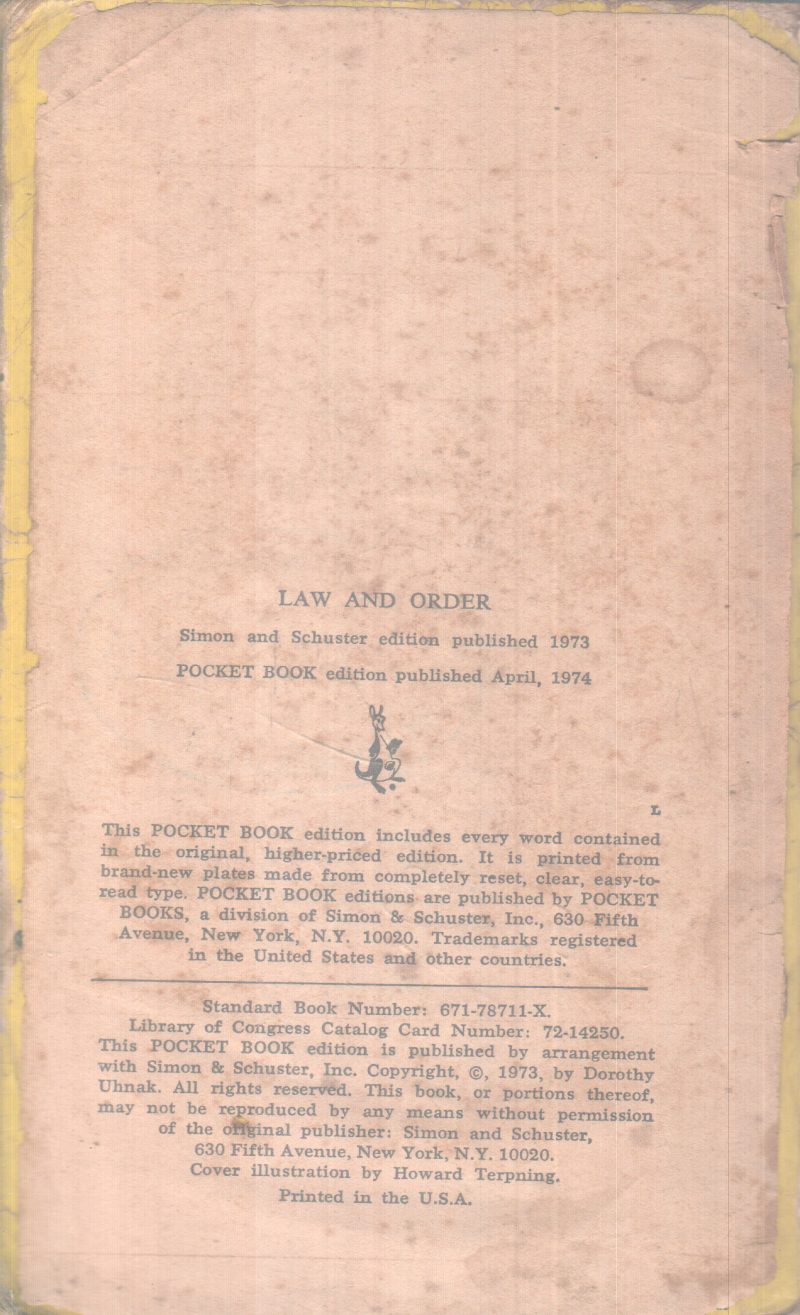 LAW AND ORDER
Simon and Schuster edition published 1973
POCKET BOOK edition published April, 1974
L
This POCKET BOOK edition includes every word contained
in the original, higher-priced edition. It is printed from
brand-new plates made from completely reset, clear, easy-to-
read type. POCKET BOOK editions are published by POCKET
BOOKS, a division of Simon & Schuster, Inc., 630 Fifth
Avenue, New York, N.Y. 10020. Trademarks registered
in the United States and other countries.
Standard Book Number: 671-78711-X.
Library of Congress Catalog Card Number: 72-14250.
This POCKET BOOK edition is published by arrangement
with Simon & Schuster, Inc. Copyright, ©, 1973, by Dorothy
Uhnak. All rights reserved. This book, or portions thereof,
may not be reproduced by any means without permission
of the original publisher: Simon and Schuster,
630 Fifth Avenue, New York, N.Y. 10020.
Cover illustration by Howard Terpning.
Printed in the U.S.A.